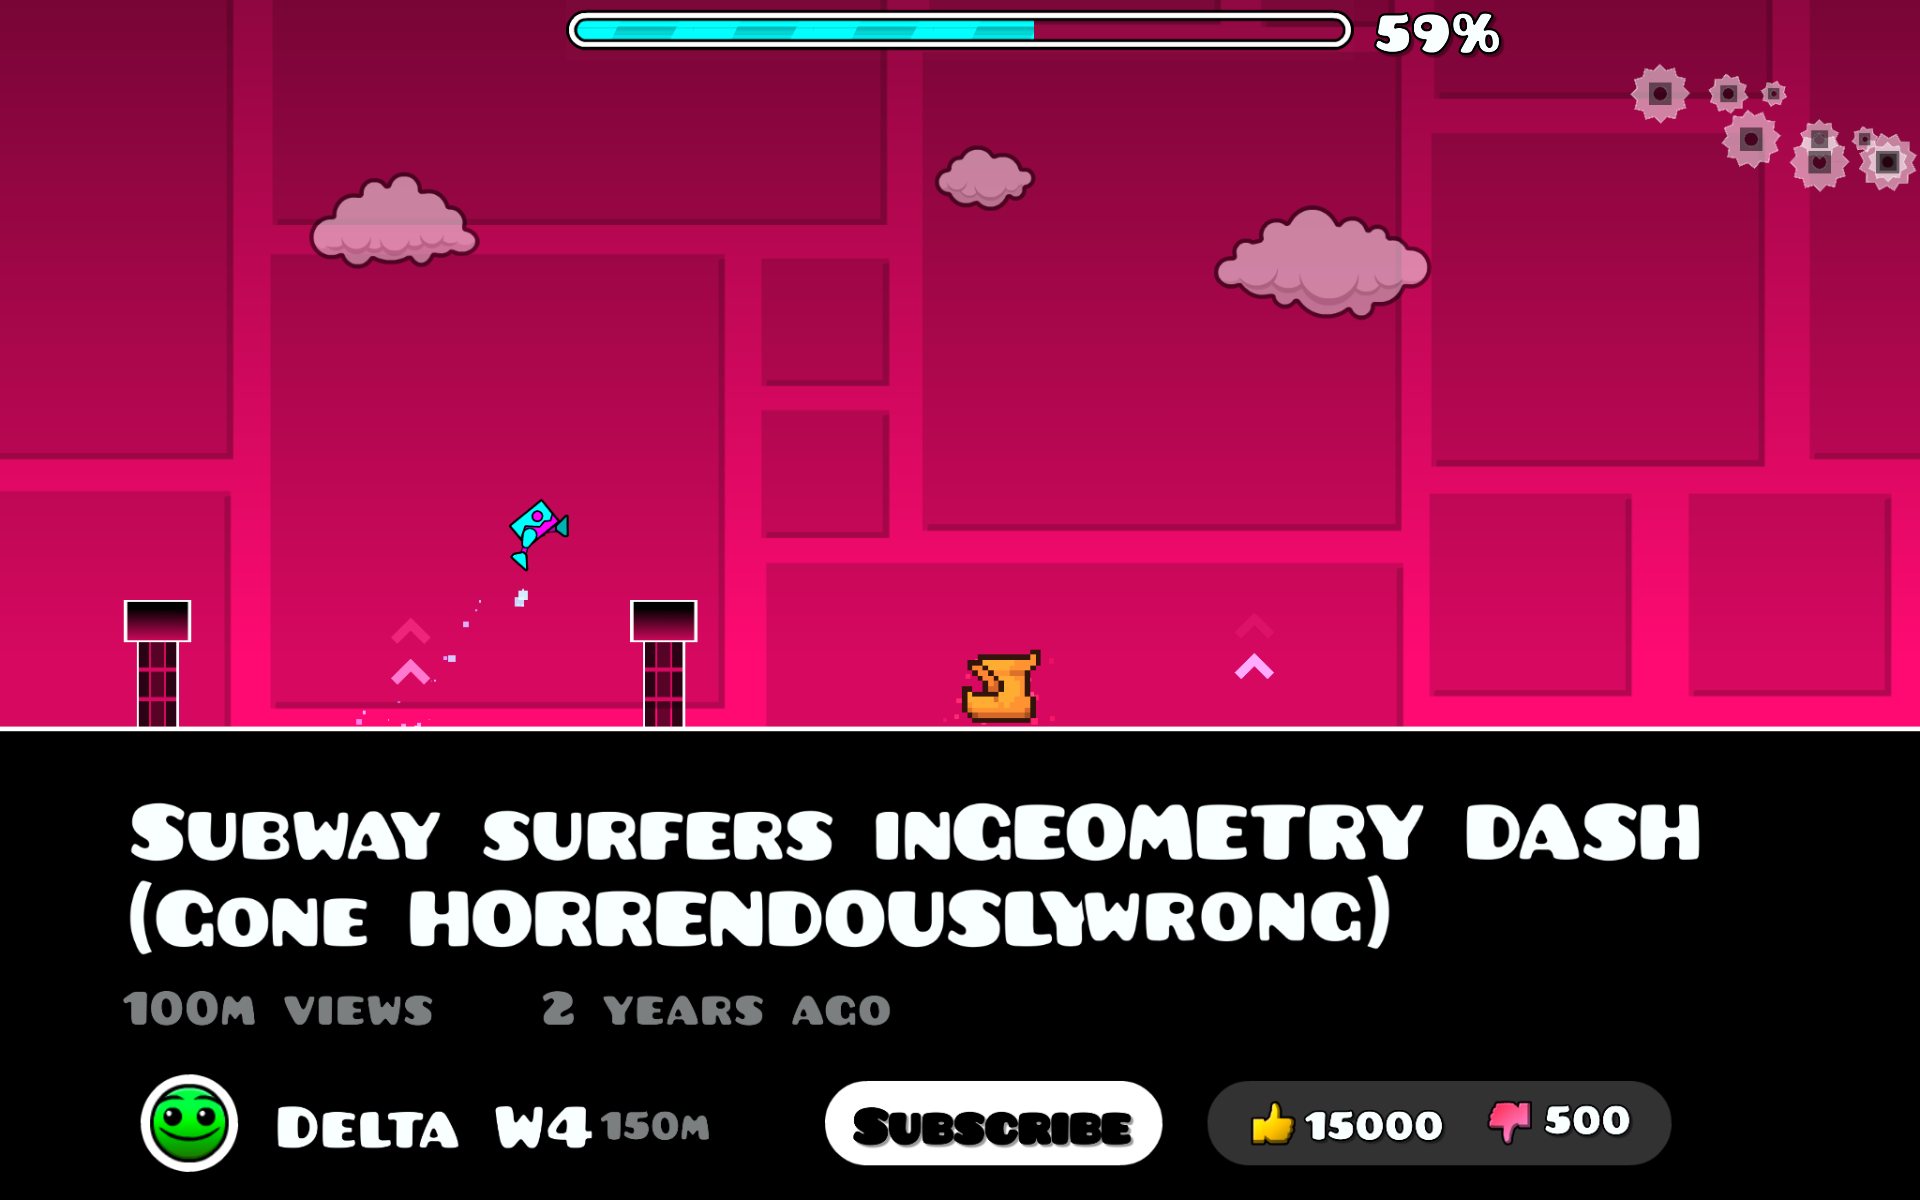 59%
Subway surfers inGEOMETRY DASH
(Gone HORRENDOUSLYwrong)
100m views 2 years ago
Delta W4 150m Subscribe 15000 500